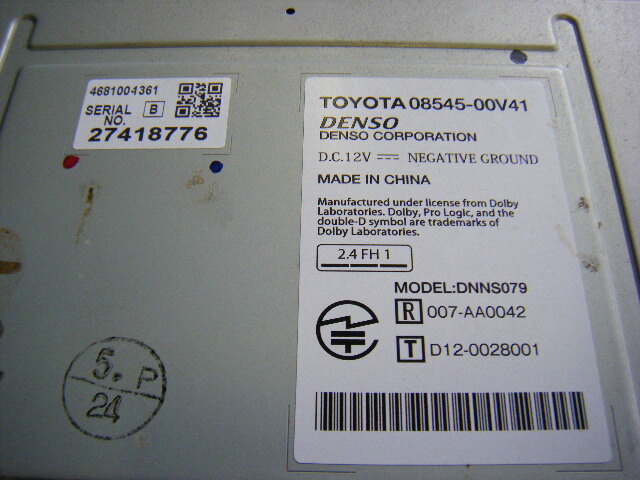 4681004361
SERIAL NO. B
27418776
TOYOTA 08545-00V41
DENSO
DENSO CORPORATION
D.C.12V NEGATIVE GROUND
MADE IN CHINA
Manufactured under license from Dolby
Laboratories. Dolby, Pro Logic, and the
double-D symbol are trademarks of
Dolby Laboratories.
2.4 FH 1
MODEL:DNNS079
R 007-AA0042
T D12-0028001
5. P
24